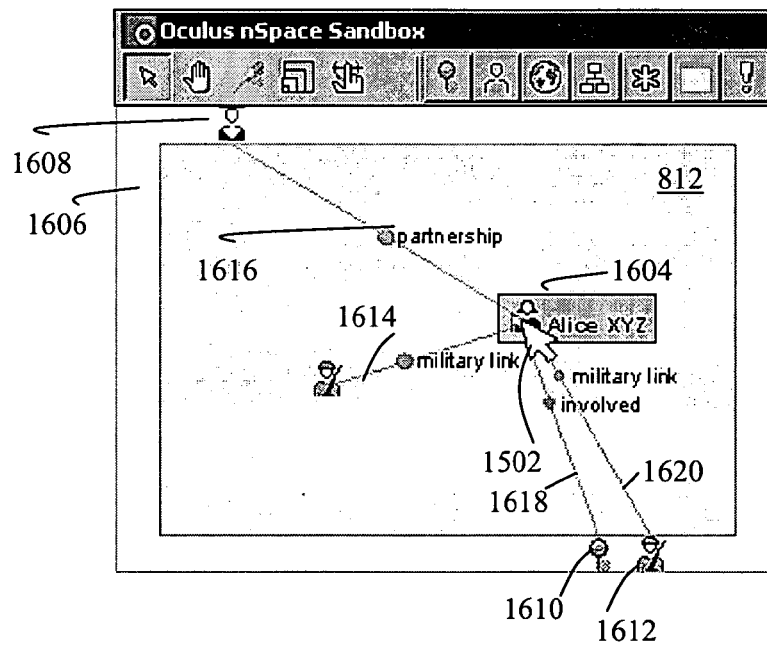 Oculus nSpace Sandbox
1608
1606
812
partnership
1616
1604
1614
Alice XYZ
military link
military link
involved
1502
1618
1620
1610
1612